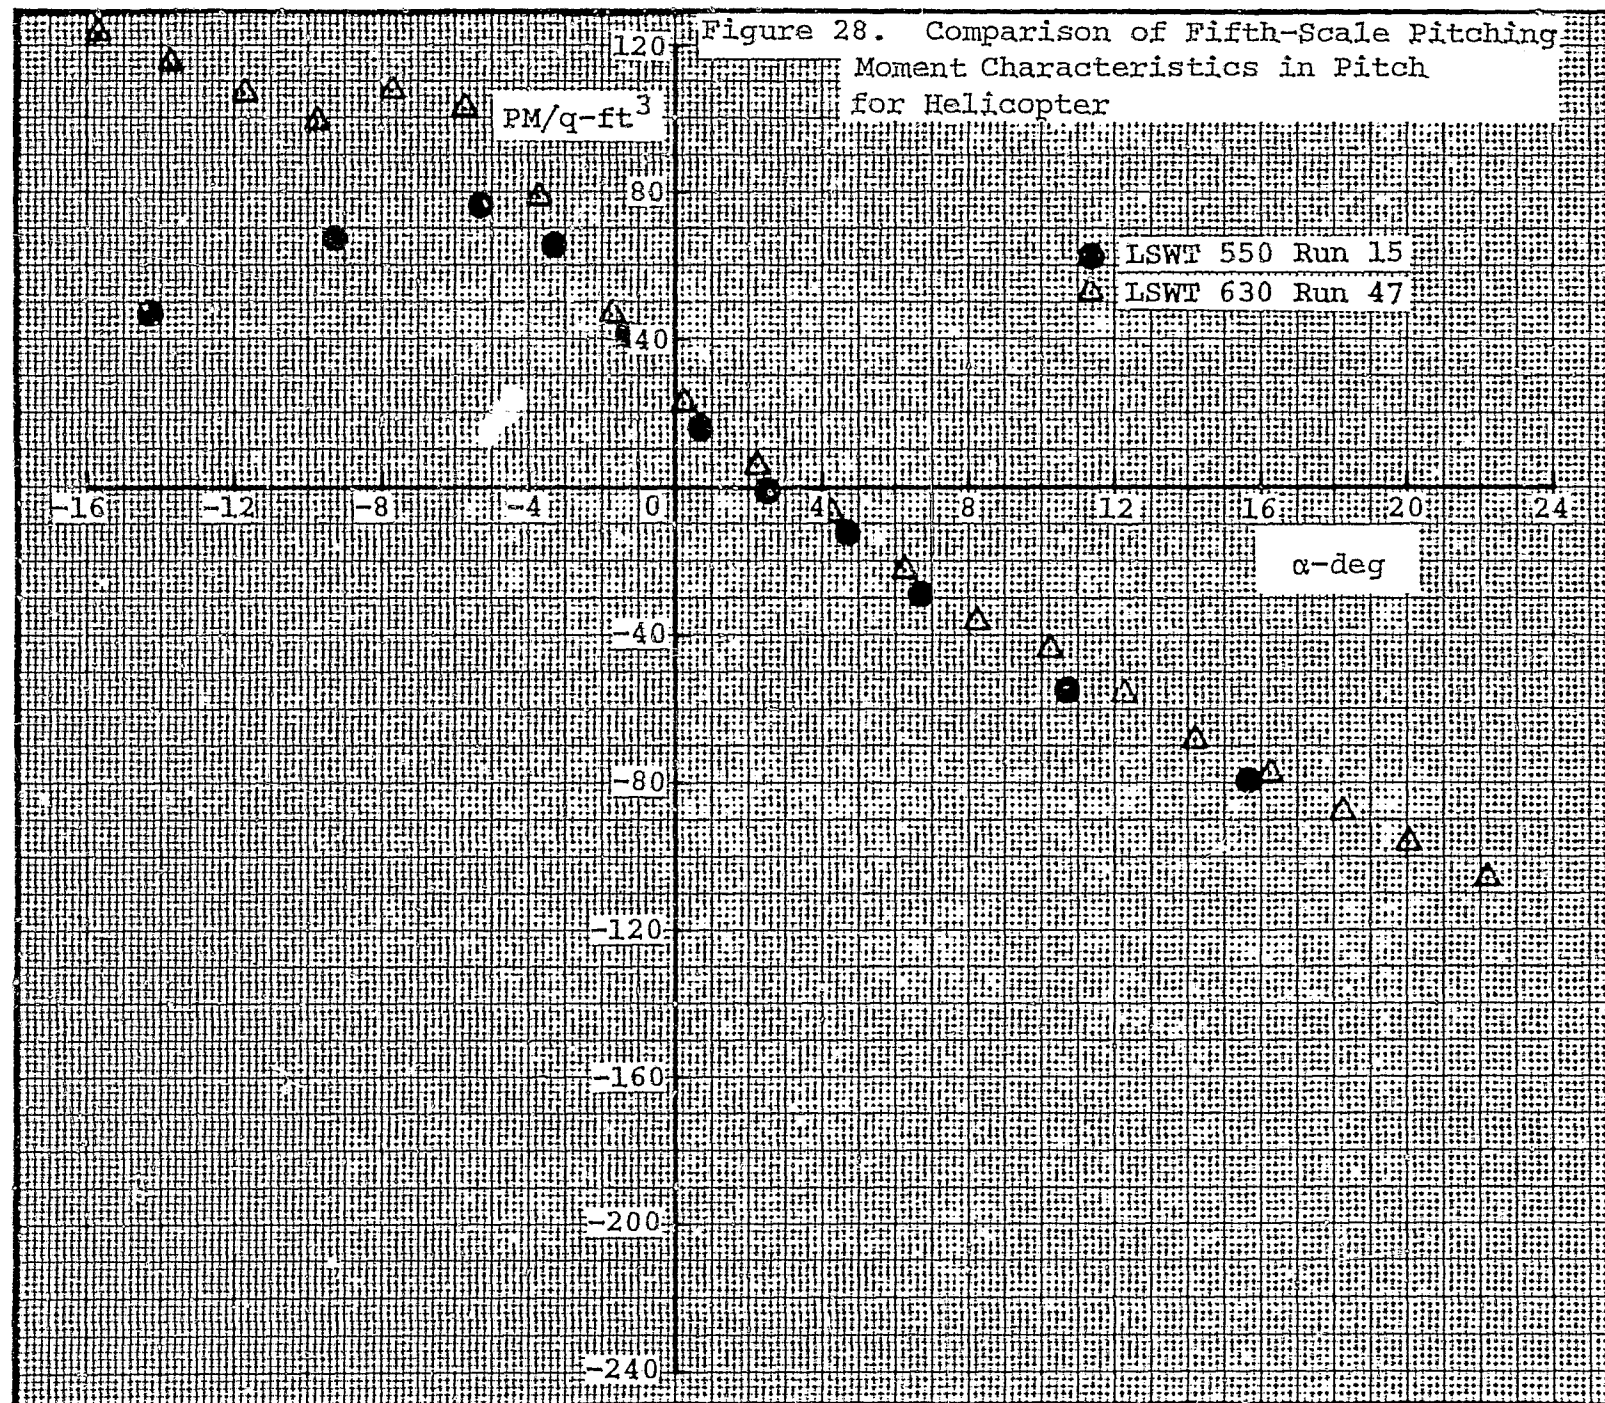 Figure 28. Comparison of Fifth-Scale Pitching
Moment Characteristics in Pitch
for Helicopter
120
PM/q-ft³
80
LSWT 550 Run 15
LSWT 630 Run 47
40
-16 -12 -8 -4 0 4 8 12 16 20 24
α-deg
-40
-80
-120
-160
-200
-240